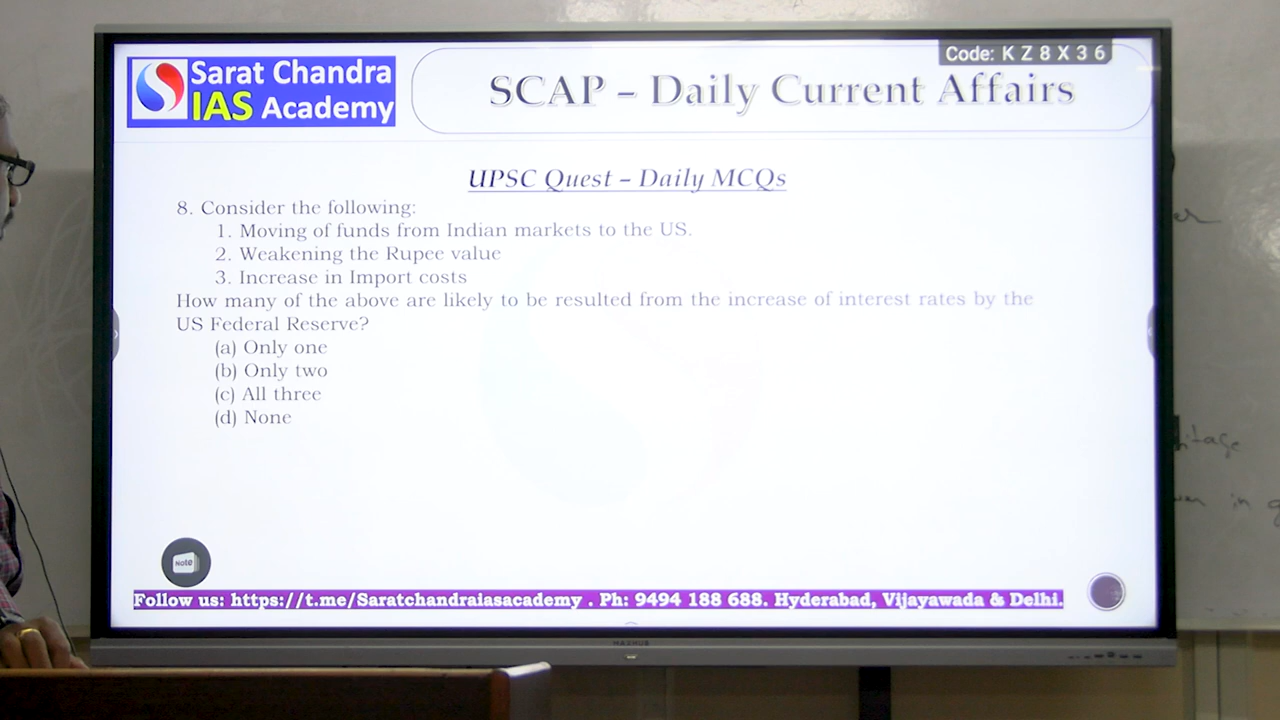 Code: K Z 8 X 3 6
Sarat Chandra
IAS Academy
SCAP – Daily Current Affairs
UPSC Quest – Daily MCQs
8. Consider the following:
1. Moving of funds from Indian markets to the US.
2. Weakening the Rupee value
3. Increase in Import costs
How many of the above are likely to be resulted from the increase of interest rates by the
US Federal Reserve?
(a) Only one
(b) Only two
(c) All three
(d) None
Note
Follow us: https://t.me/Saratchandraiasacademy . Ph: 9494 188 688. Hyderabad, Vijayawada & Delhi.
MAXHUB
in